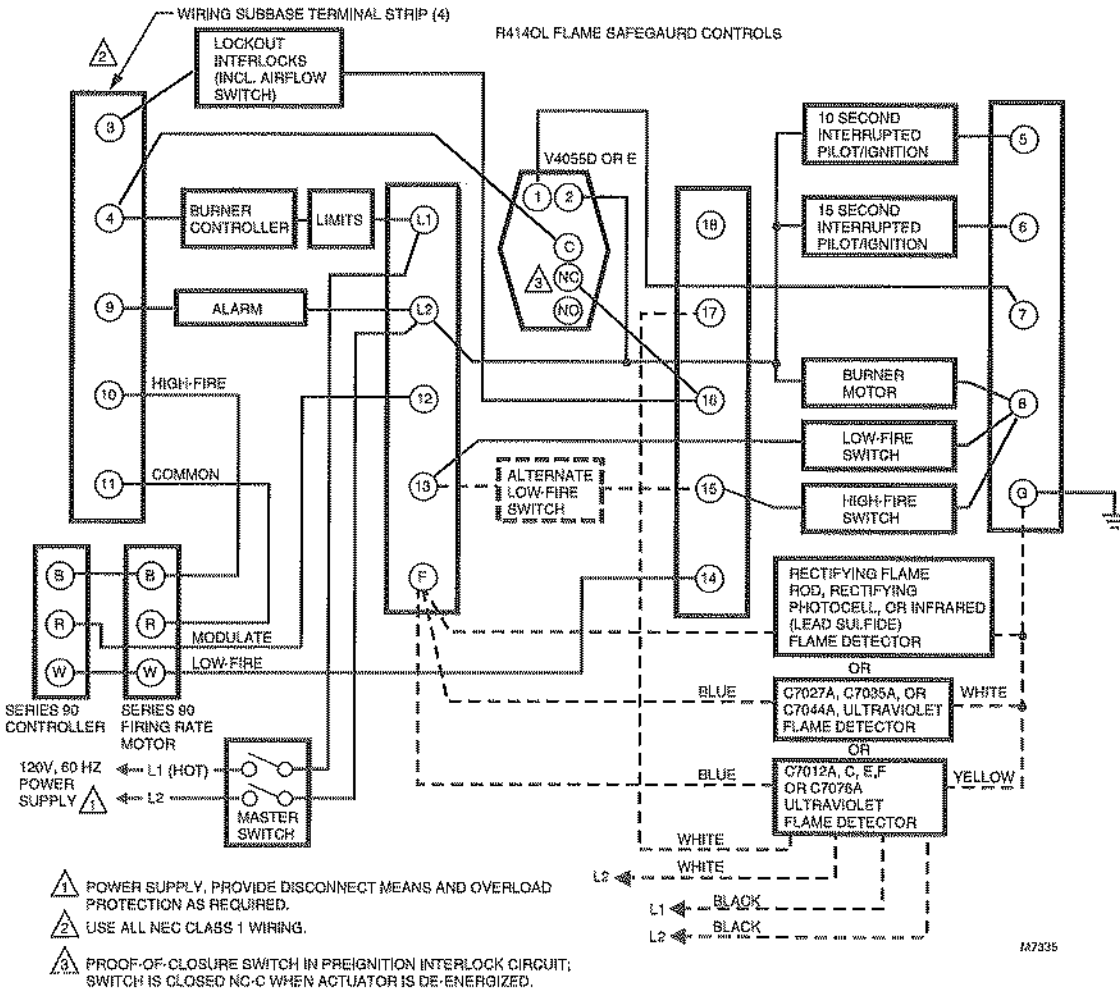 WIRING SUBBASE TERMINAL STRIP (4)
R414OL FLAME SAFEGAURD CONTROLS
2
LOCKOUT
INTERLOCKS
(INCL. AIRFLOW
SWITCH)
3
4
BURNER
CONTROLLER
LIMITS
L1
9
ALARM
L2
10
HIGH-FIRE
12
11
COMMON
13
F
V4055D OR E
1
2
C
NC
3
NO
ALTERNATE
LOW-FIRE
SWITCH
18
17
16
15
14
10 SECOND
INTERRUPTED
PILOT/IGNITION
5
15 SECOND
INTERRUPTED
PILOT/IGNITION
6
7
BURNER
MOTOR
8
LOW-FIRE
SWITCH
HIGH-FIRE
SWITCH
G
B
B
R
R
MODULATE
W
W
LOW-FIRE
SERIES 90
CONTROLLER
SERIES 90
FIRING RATE
MOTOR
RECTIFYING FLAME
ROD, RECTIFYING
PHOTOCELL, OR INFRARED
(LEAD SULFIDE)
FLAME DETECTOR
OR
BLUE
C7027A, C7035A, OR
C7044A, ULTRAVIOLET
FLAME DETECTOR
WHITE
OR
BLUE
C7012A, C, E,F
OR C7076A
ULTRAVIOLET
FLAME DETECTOR
YELLOW
120V, 60 HZ
POWER
SUPPLY
1
L1 (HOT)
L2
MASTER
SWITCH
WHITE
L2
WHITE
L1
BLACK
L2
BLACK
1 POWER SUPPLY, PROVIDE DISCONNECT MEANS AND OVERLOAD
PROTECTION AS REQUIRED.
2 USE ALL NEC CLASS 1 WIRING.
3 PROOF-OF-CLOSURE SWITCH IN PREIGNITION INTERLOCK CIRCUIT;
SWITCH IS CLOSED NC-C WHEN ACTUATOR IS DE-ENERGIZED.
M7335